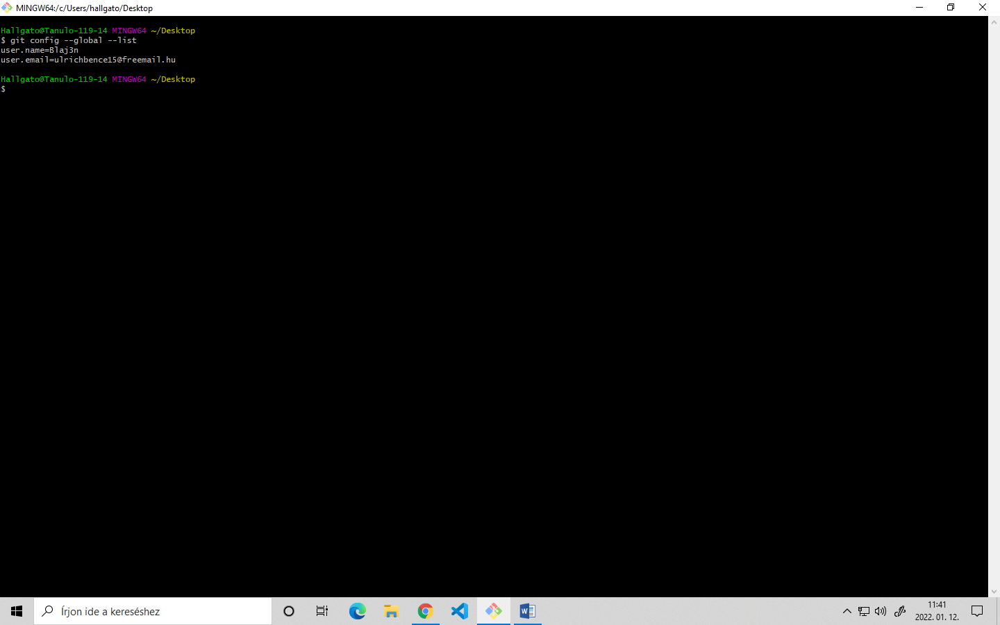 MINGW64:/c/Users/hallgato/Desktop
Hallgato@Tanulo-119-14 MINGW64 ~/Desktop
$ git config --global --list
user.name=Blaj3n
user.email=ulrichbence15@freemail.hu
Hallgato@Tanulo-119-14 MINGW64 ~/Desktop
$
Írjon ide a kereséshez
W
11:41
2022. 01. 12.